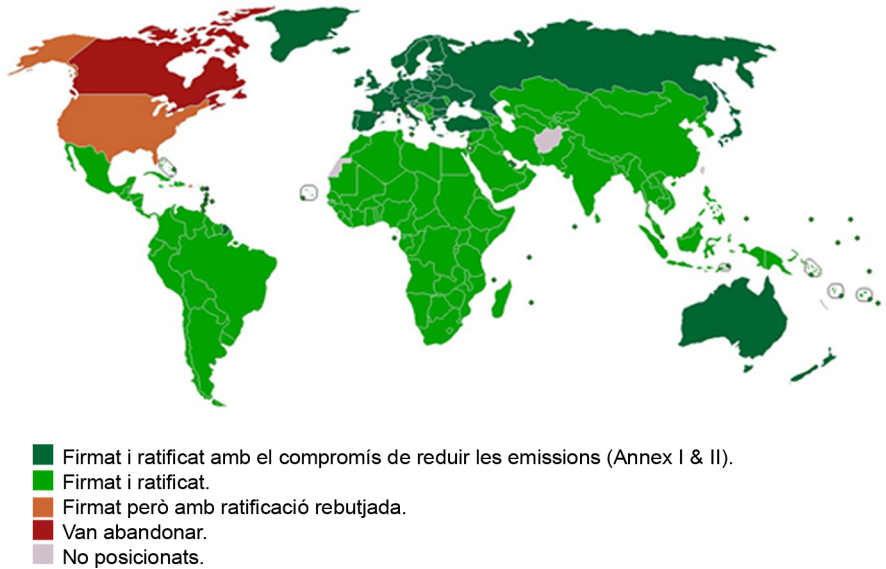 Firmat i ratificat amb el compromís de reduir les emissions (Annex I & II).
Firmat i ratificat.
Firmat però amb ratificació rebutjada.
Van abandonar.
No posicionats.